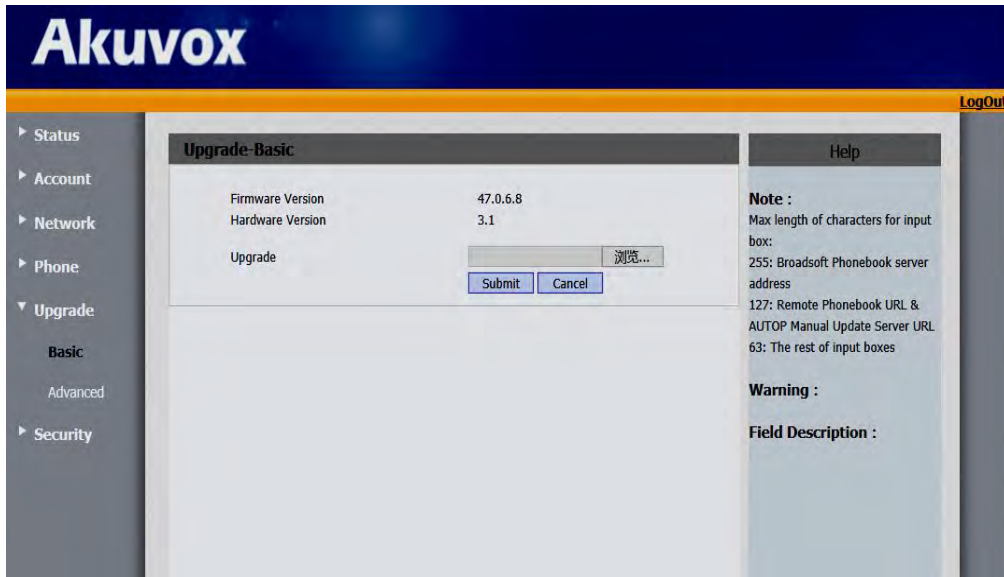 Akuvox
LogOut
Status
Account
Network
Phone
Upgrade
Basic
Advanced
Security
Upgrade-Basic
Firmware Version 47.0.6.8
Hardware Version 3.1
Upgrade 浏览...
Submit Cancel
Help
Note :
Max length of characters for input
box:
255: Broadsoft Phonebook server
address
127: Remote Phonebook URL &
AUTOP Manual Update Server URL
63: The rest of input boxes
Warning :
Field Description :